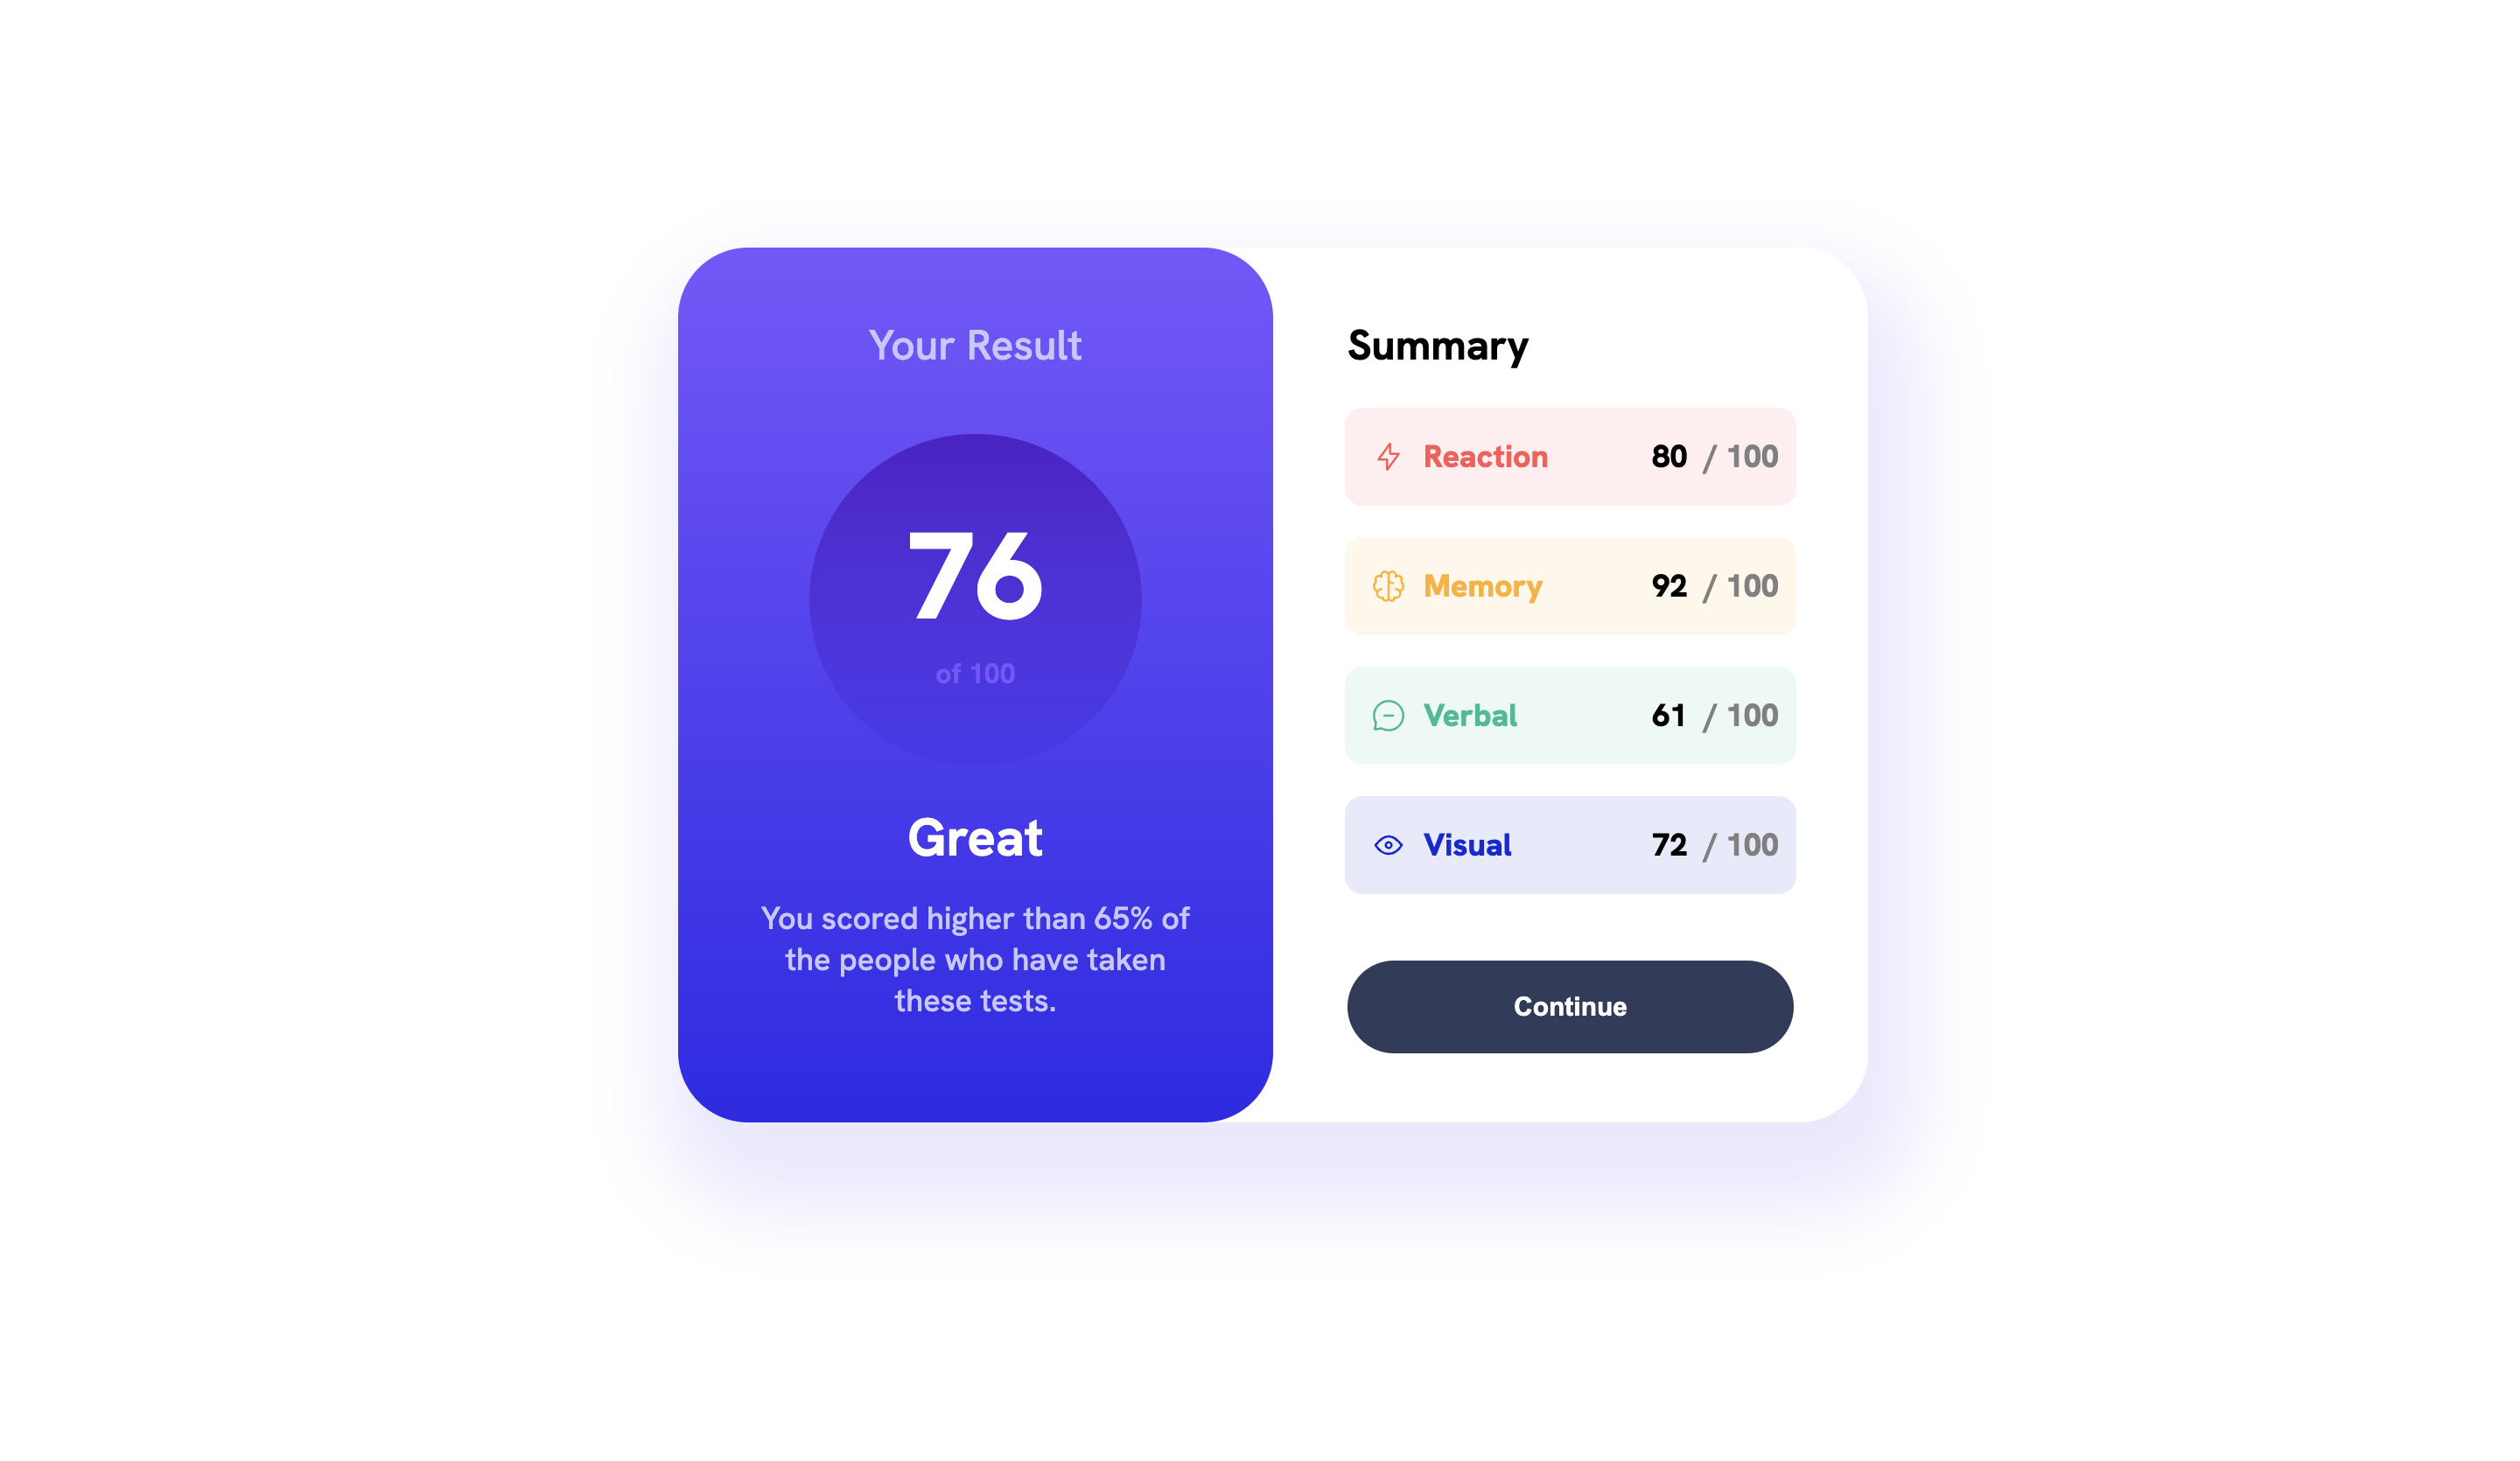 Your Result
76
of 100
Great
You scored higher than 65% of
the people who have taken
these tests.
Summary
Reaction 80 / 100
Memory 92 / 100
Verbal 61 / 100
Visual 72 / 100
Continue